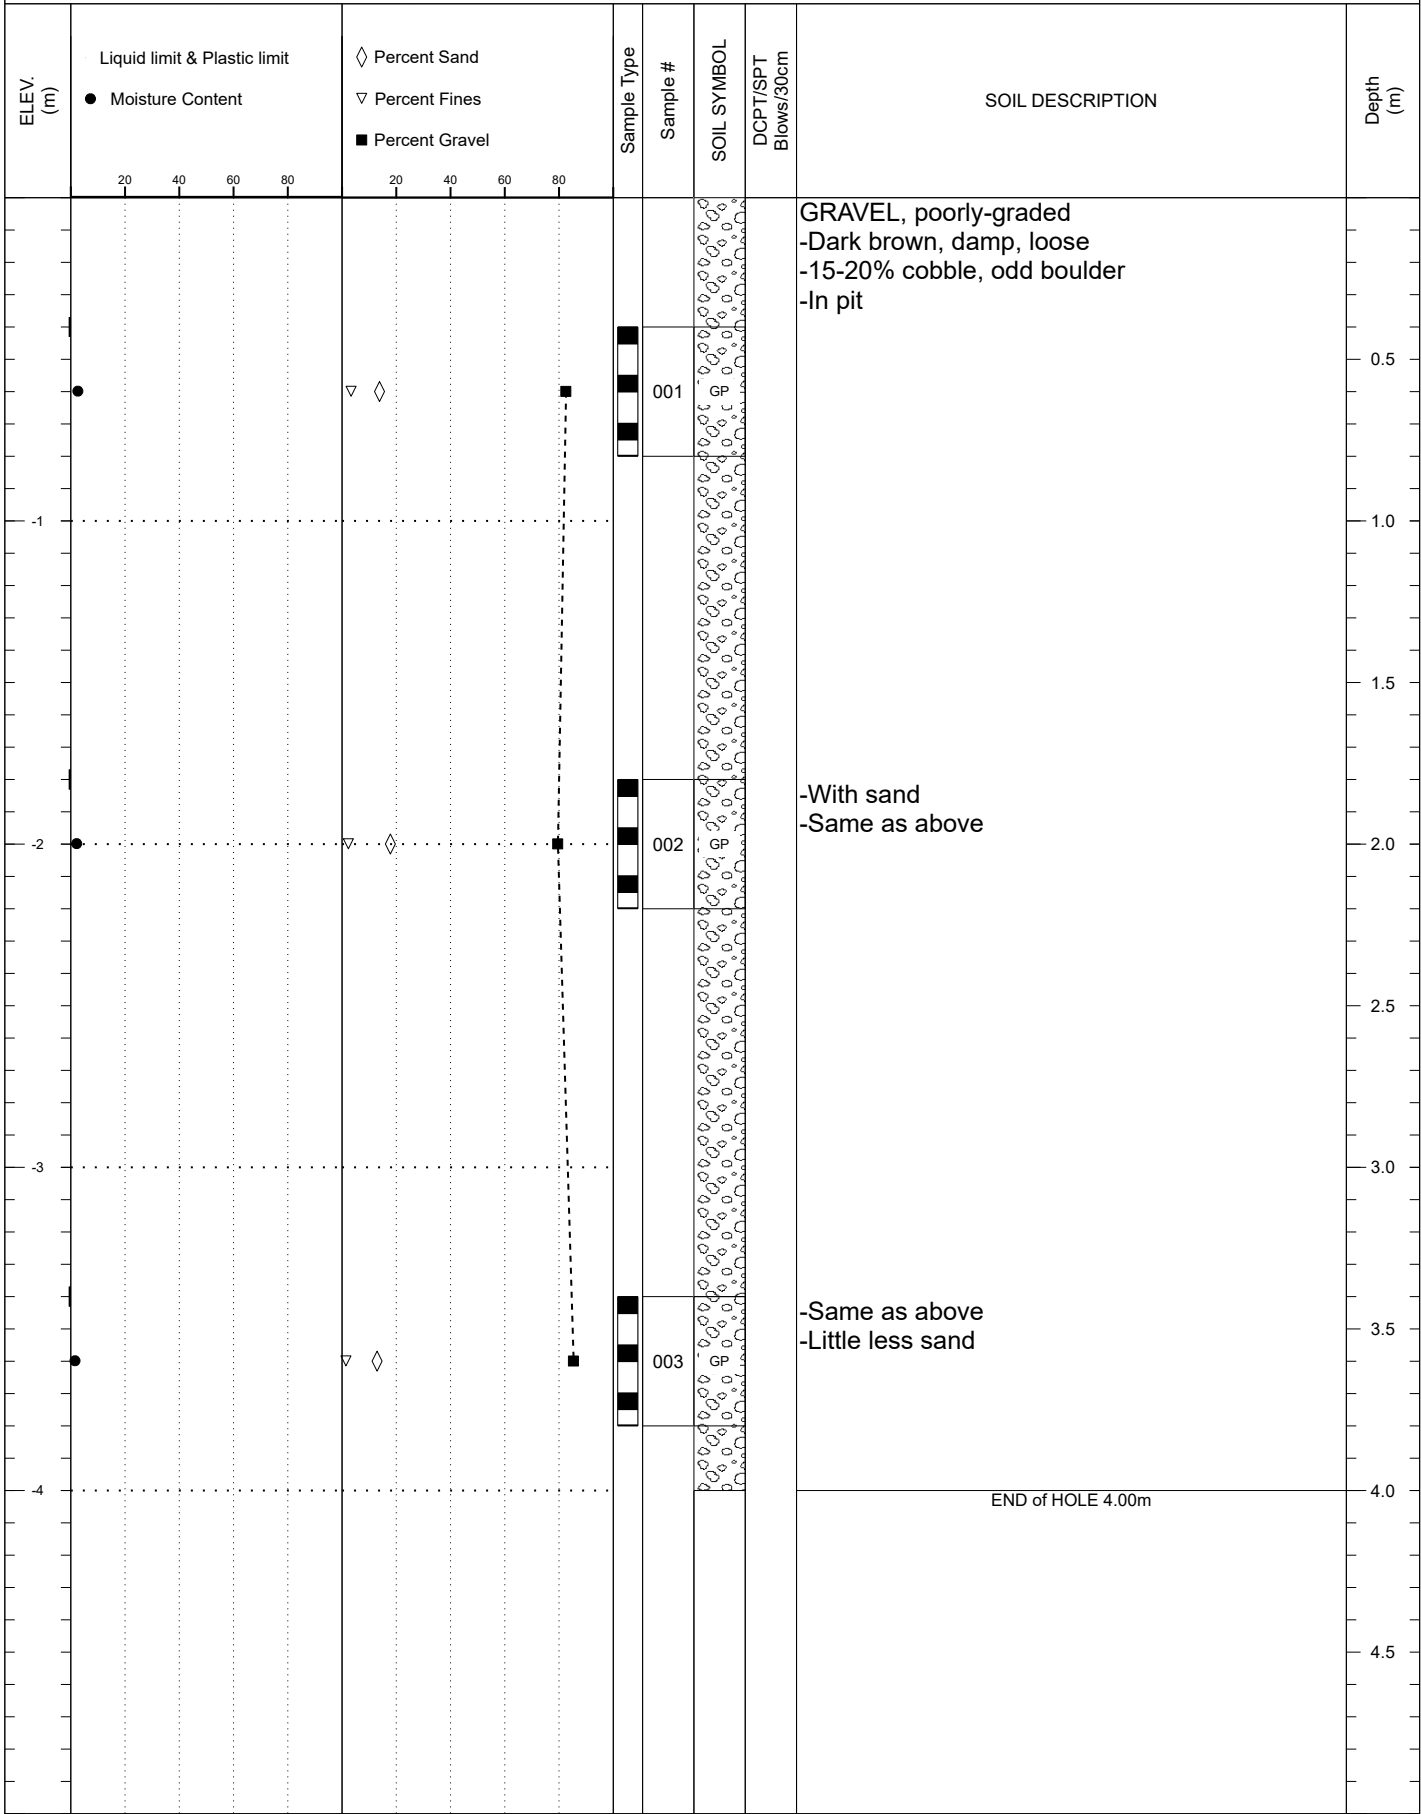 ELEV.
(m)
Liquid limit & Plastic limit
Moisture Content
20 40 60 80
Percent Sand
Percent Fines
Percent Gravel
20 40 60 80
Sample Type
Sample #
SOIL SYMBOL
DCPT/SPT
Blows/30cm
SOIL DESCRIPTION
Depth
(m)
GRAVEL, poorly-graded
-Dark brown, damp, loose
-15-20% cobble, odd boulder
-In pit
0.5
001 GP
-1 1.0
1.5
-With sand
-Same as above
-2 002 GP 2.0
2.5
-3 3.0
-Same as above
3.5
-Little less sand
003 GP
-4 4.0
END of HOLE 4.00m
4.5